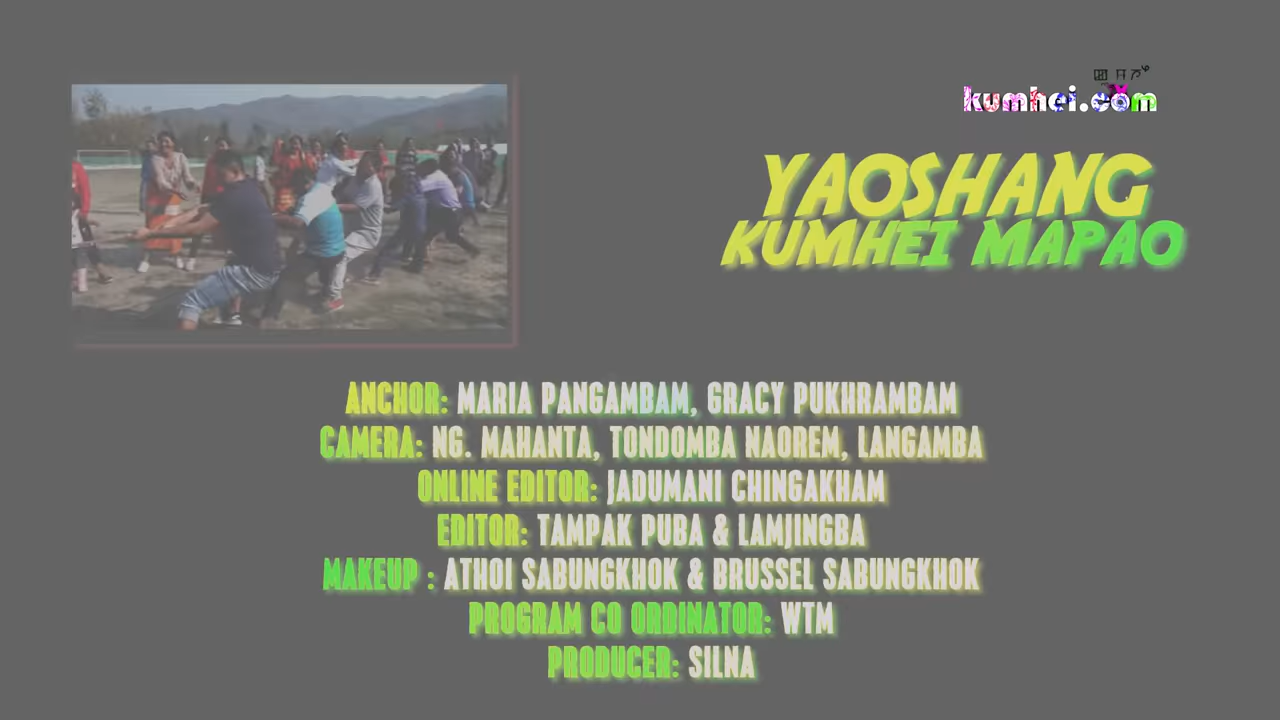 kumhei.com
YAOSHANG
KUMHEI MAPAO
ANCHOR: MARIA PANGAMBAM, GRACY PUKHRAMBAM
CAMERA: NG. MAHANTA, TONDOMBA NAOREM, LANGAMBA
ONLINE EDITOR: JADUMANI CHINGAKHAM
EDITOR: TAMPAK PUBA & LAMJINGBA
MAKEUP : ATHOI SABUNGKHOK & BRUSSEL SABUNGKHOK
PROGRAM CO ORDINATOR: WTM
PRODUCER: SILNA